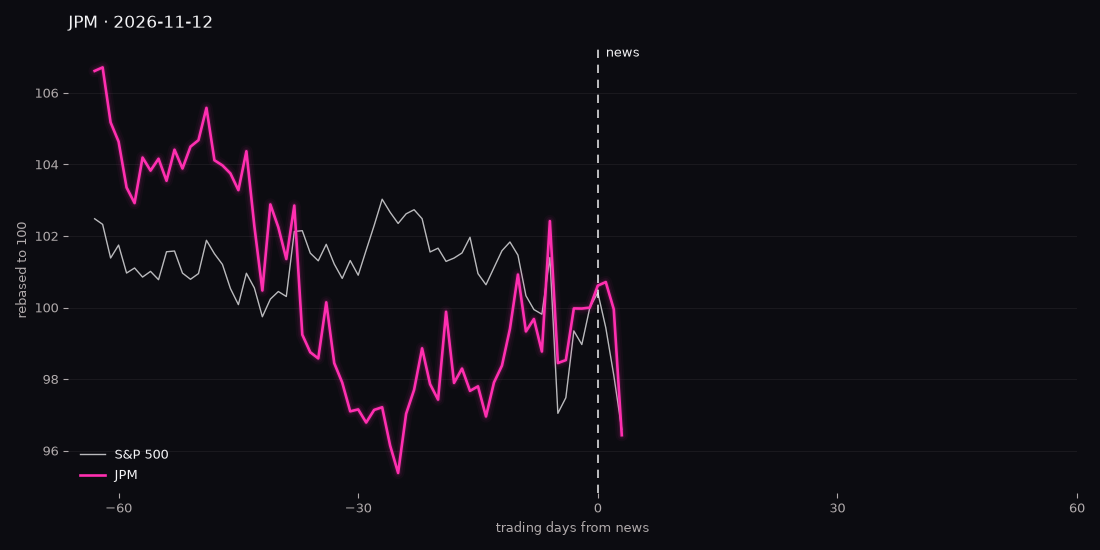 JPM · 2026-11-12
news
106
104
102
100
98
96
rebased to 100
S&P 500
JPM
−60
−30
0
30
60
trading days from news